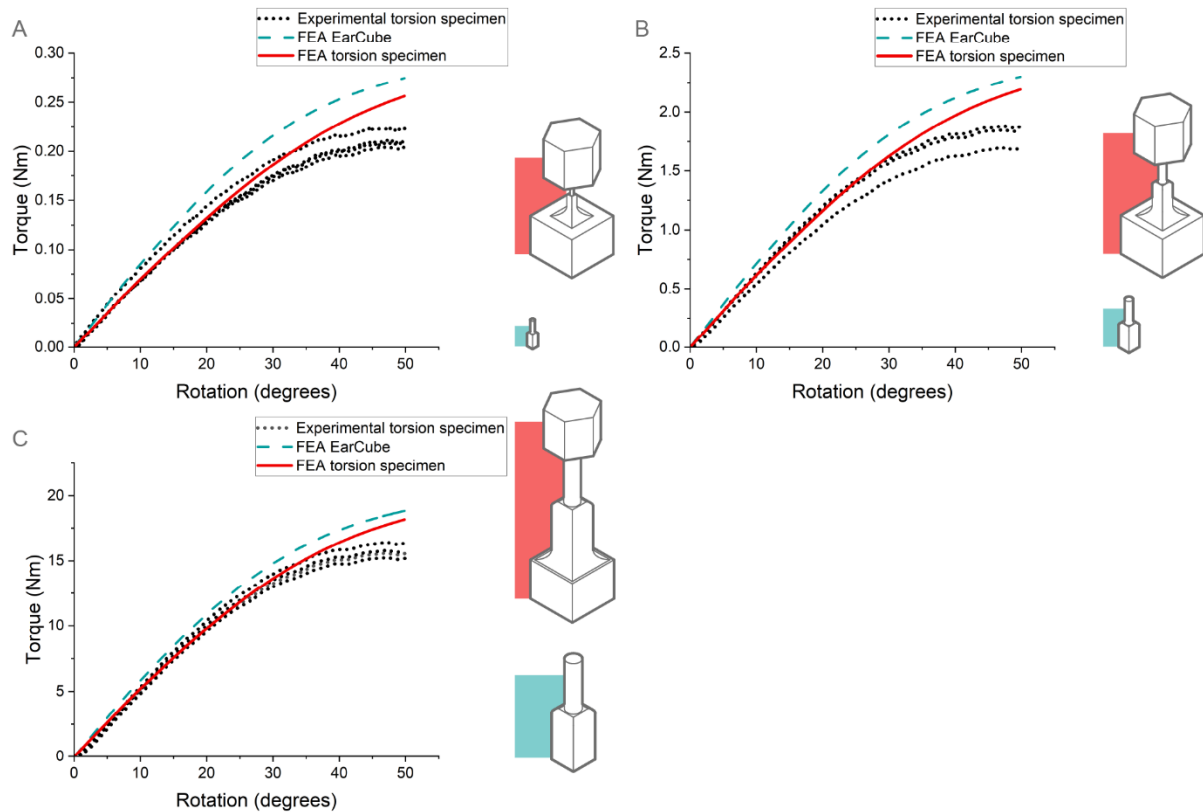 A
Experimental torsion specimen
FEA EarCube
FEA torsion specimen
0.30
0.25
0.20
0.15
0.10
0.05
0.00
Torque (Nm)
0 10 20 30 40 50
Rotation (degrees)
B
Experimental torsion specimen
FEA EarCube
FEA torsion specimen
2.5
2.0
1.5
1.0
0.5
0.0
Torque (Nm)
0 10 20 30 40 50
Rotation (degrees)
C
Experimental torsion specimen
FEA EarCube
FEA torsion specimen
20
15
10
5
0
Torque (Nm)
0 10 20 30 40 50
Rotation (degrees)